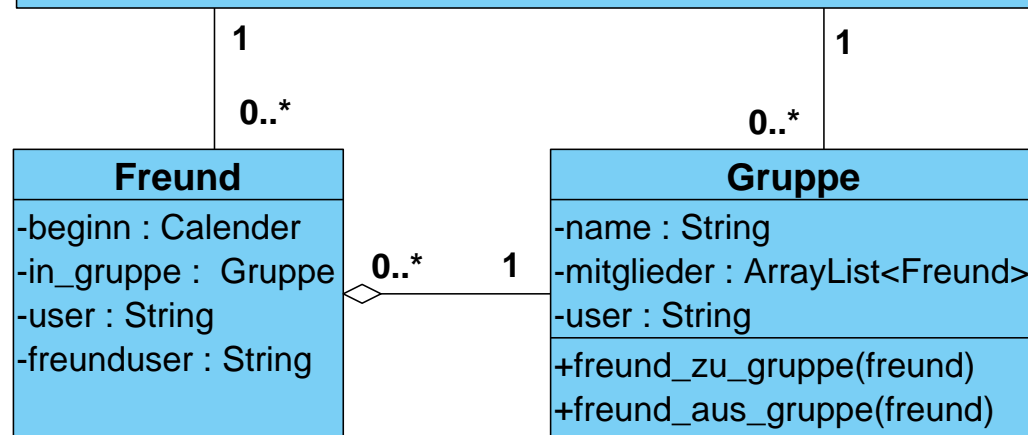 1
1
0..*
0..*
Freund
-beginn : Calender
-in_gruppe :  Gruppe
-user : String
-freunduser : String
0..*
1
Gruppe
-name : String
-mitglieder : ArrayList<Freund>
-user : String
+freund_zu_gruppe(freund)
+freund_aus_gruppe(freund)